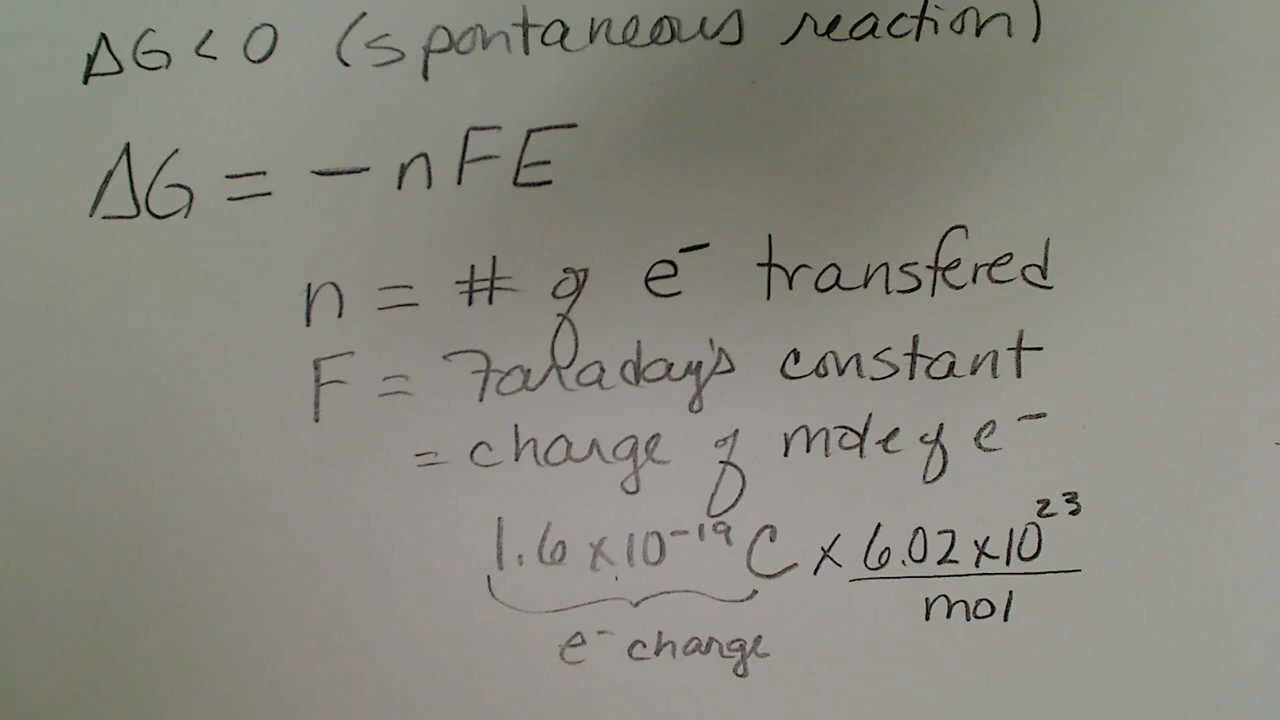 ΔG < 0 (spontaneous reaction)
ΔG = - nFE
n = # of e⁻ transfered
F = Faraday's constant
= charge of mole of e⁻
1.6 x 10⁻¹⁹ C x 6.02 x 10²³
mol
e⁻ charge